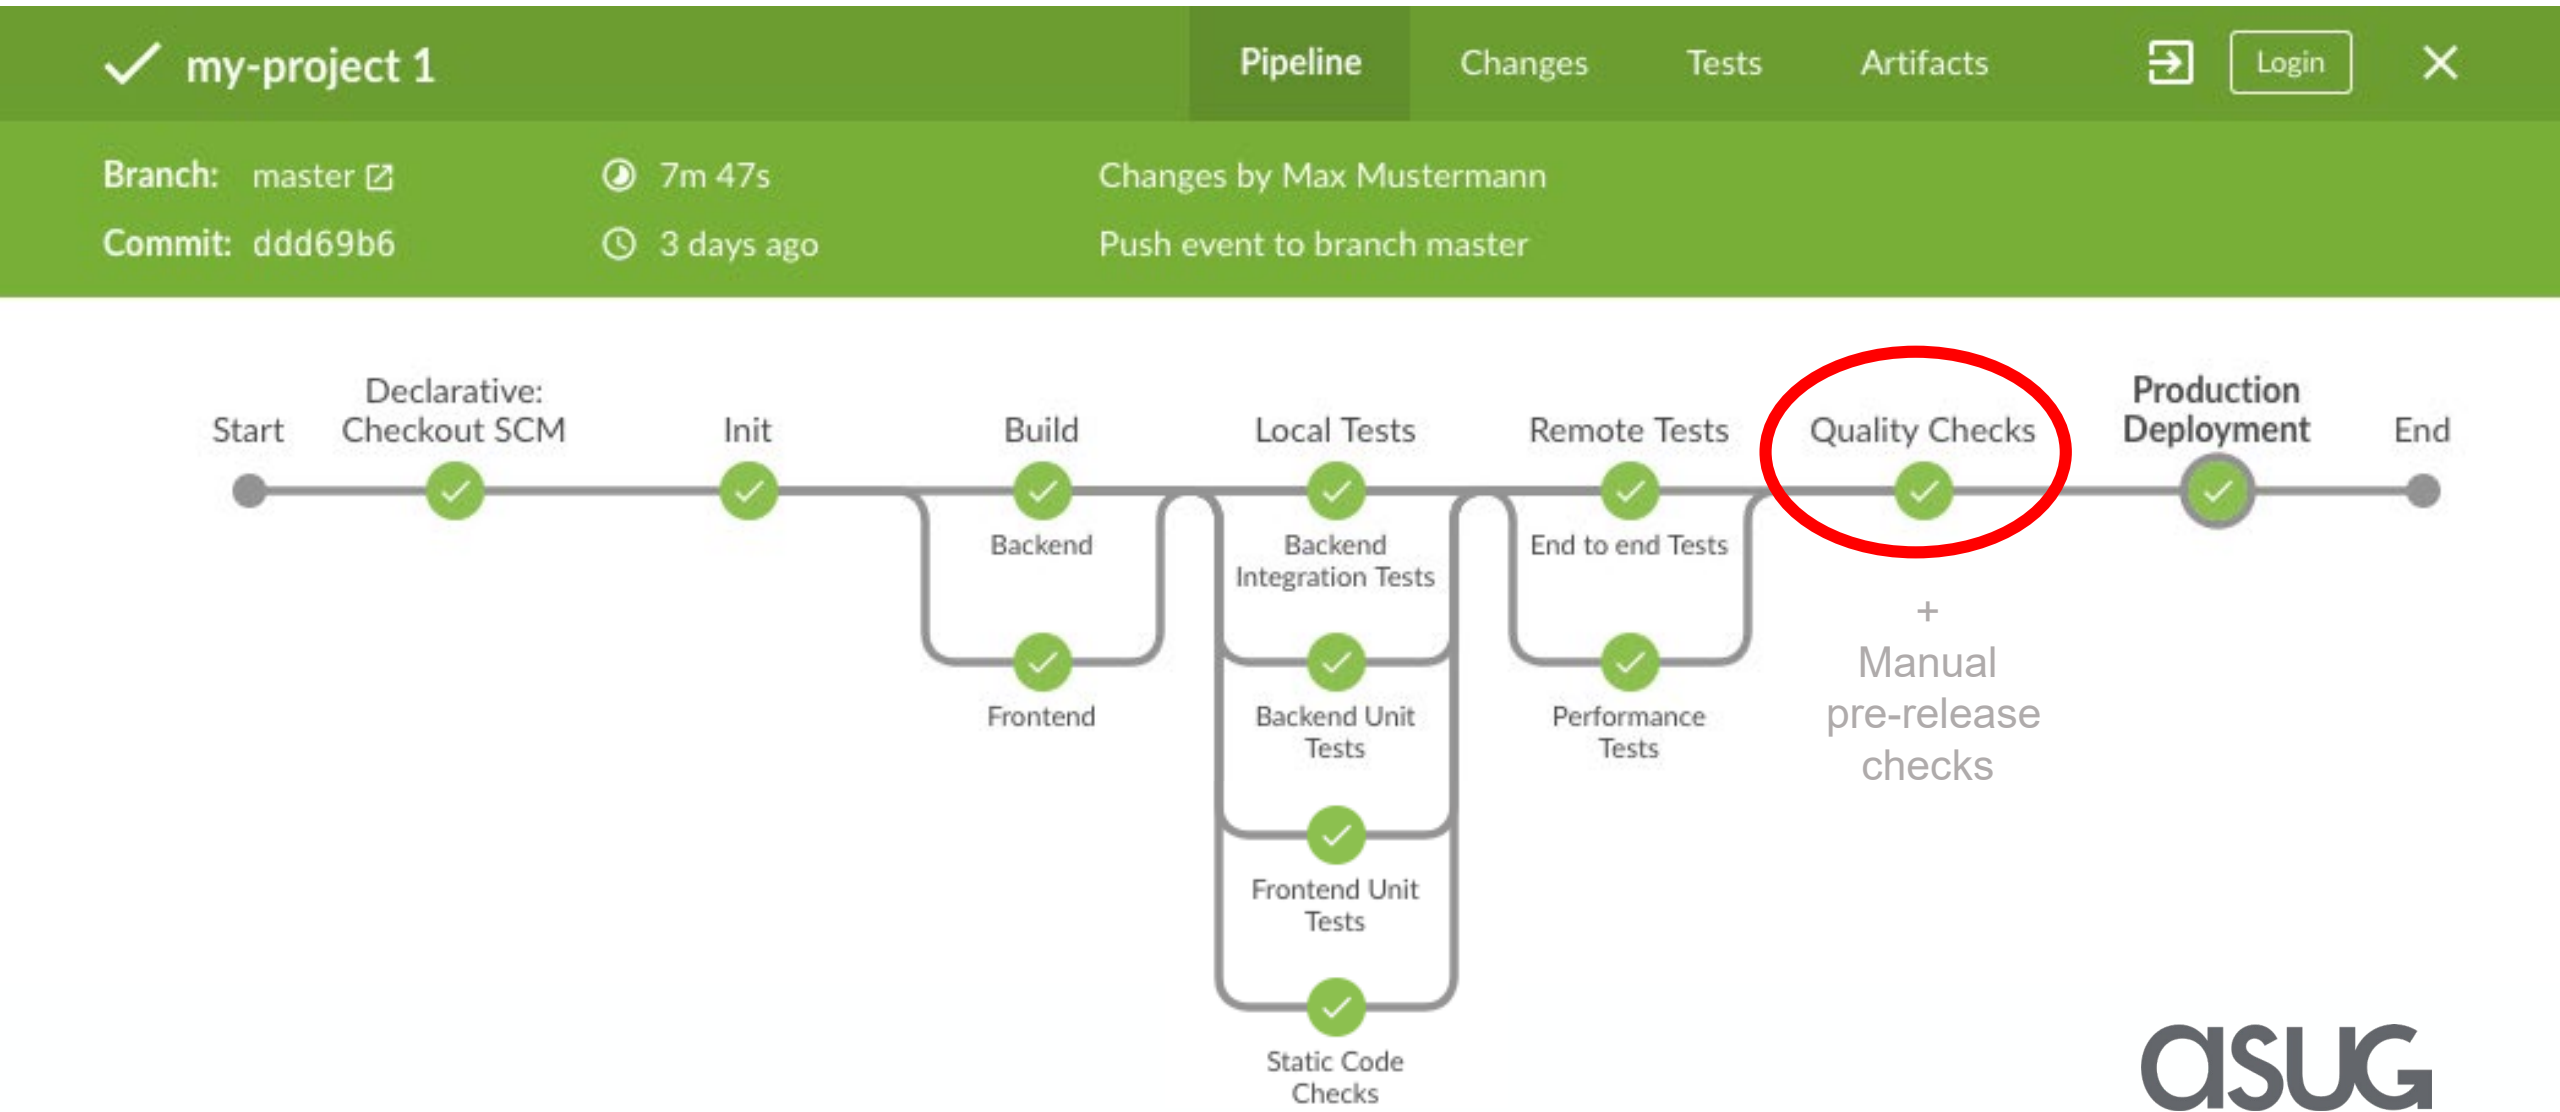 my-project 1
Pipeline
Changes
Tests
Artifacts
Login
Branch: master
7m 47s
Changes by Max Mustermann
Commit: ddd69b6
3 days ago
Push event to branch master
Start
Declarative:
Checkout SCM
Init
Build
Local Tests
Remote Tests
Quality Checks
Production
Deployment
End
Backend
Frontend
Backend
Integration Tests
Backend Unit
Tests
Frontend Unit
Tests
Static Code
Checks
End to end Tests
Performance
Tests
+
Manual
pre-release
checks
asug